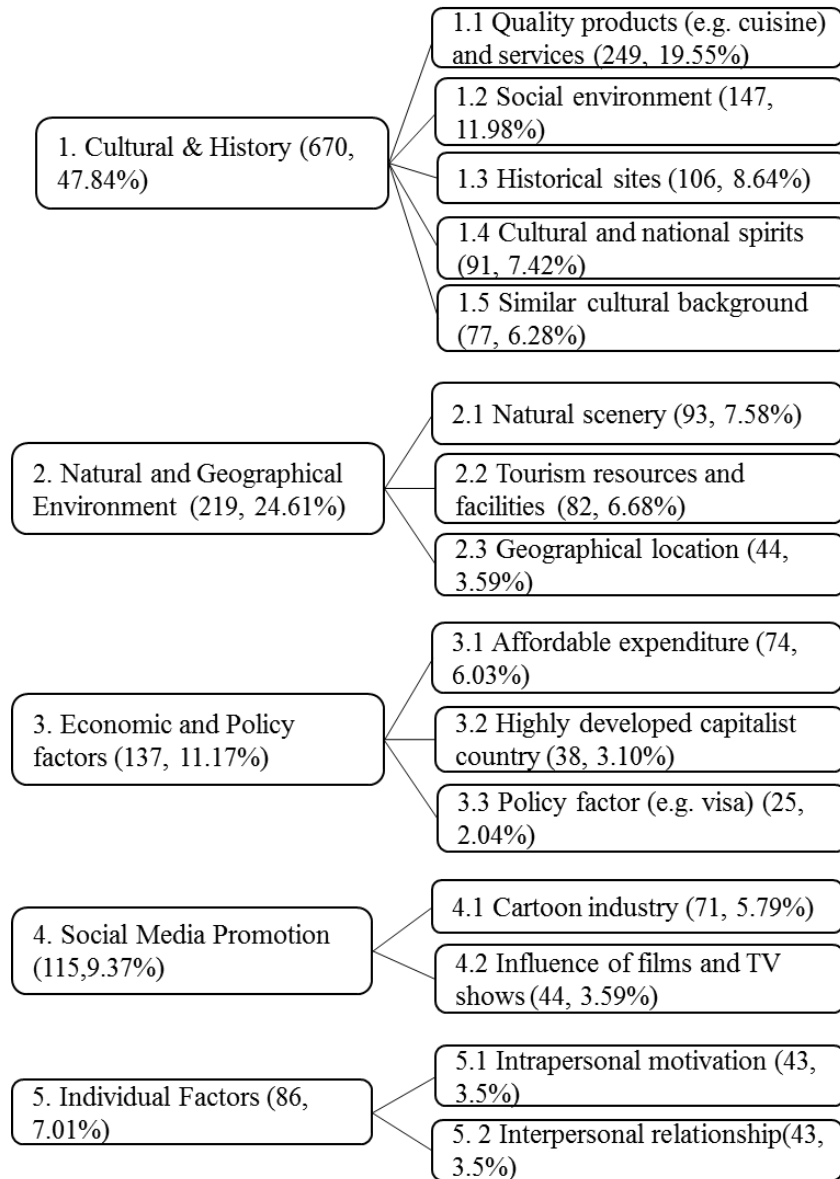 1. Cultural & History (670,
47.84%)
1.1 Quality products (e.g. cuisine)
and services (249, 19.55%)
1.2 Social environment (147,
11.98%)
1.3 Historical sites (106, 8.64%)
1.4 Cultural and national spirits
(91, 7.42%)
1.5 Similar cultural background
(77, 6.28%)
2. Natural and Geographical
Environment (219, 24.61%)
2.1 Natural scenery (93, 7.58%)
2.2 Tourism resources and
facilities (82, 6.68%)
2.3 Geographical location (44,
3.59%)
3. Economic and Policy
factors (137, 11.17%)
3.1 Affordable expenditure (74,
6.03%)
3.2 Highly developed capitalist
country (38, 3.10%)
3.3 Policy factor (e.g. visa) (25,
2.04%)
4. Social Media Promotion
(115,9.37%)
4.1 Cartoon industry (71, 5.79%)
4.2 Influence of films and TV
shows (44, 3.59%)
5. Individual Factors (86,
7.01%)
5.1 Intrapersonal motivation (43,
3.5%)
5. 2 Interpersonal relationship(43,
3.5%)